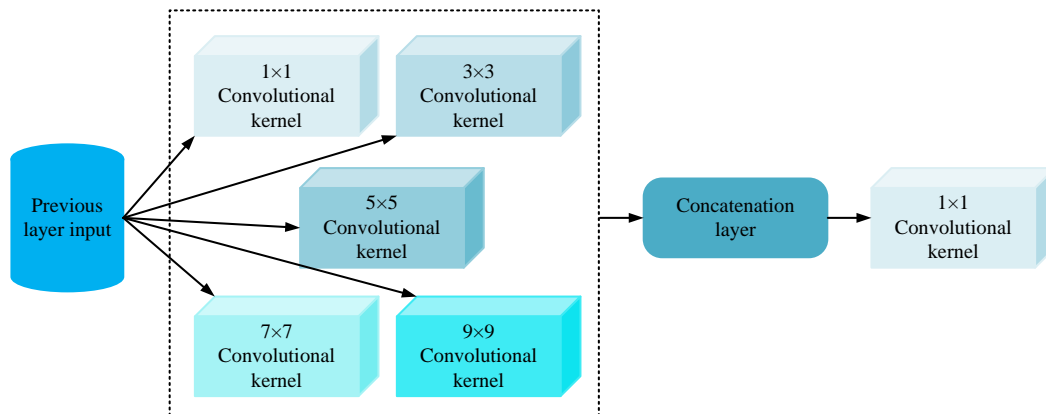 Previous
layer input
1×1
Convolutional
kernel
3×3
Convolutional
kernel
5×5
Convolutional
kernel
7×7
Convolutional
kernel
9×9
Convolutional
kernel
Concatenation
layer
1×1
Convolutional
kernel